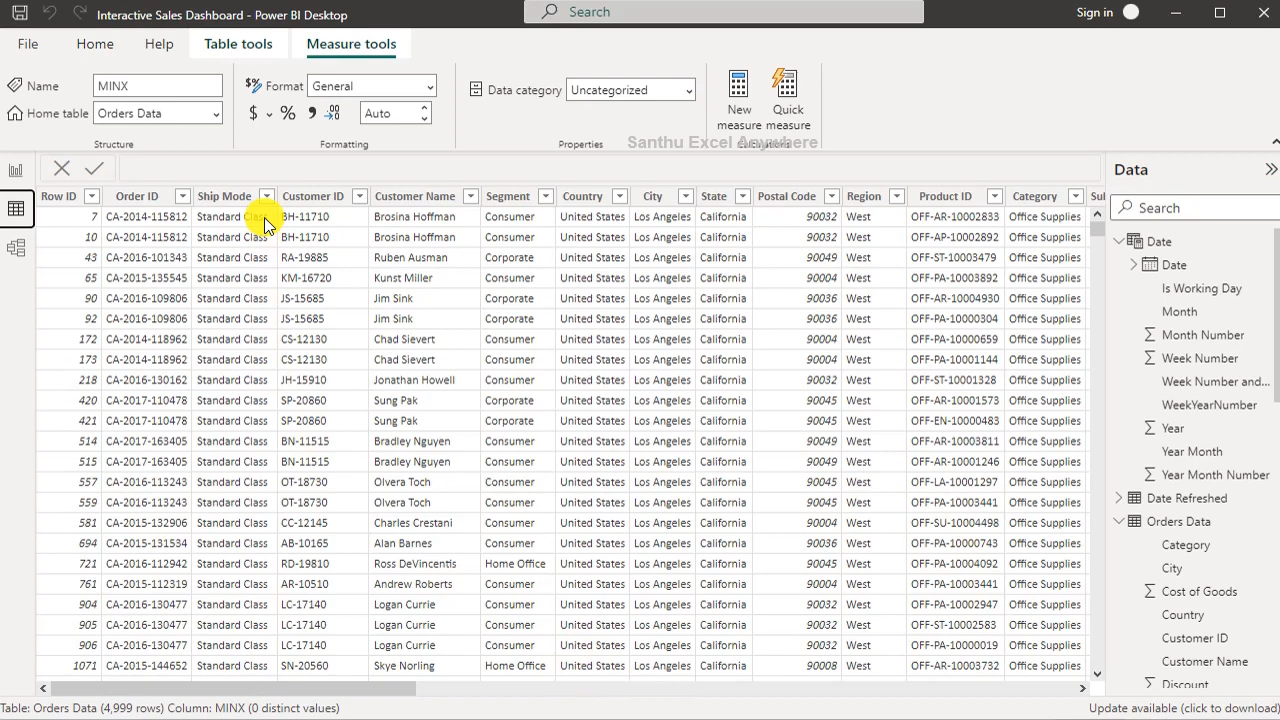 Interactive Sales Dashboard - Power BI Desktop
Search
Sign in
File
Home
Help
Table tools
Measure tools
Name
MINX
Format
General
Data category
Uncategorized
New measure
Quick measure
Home table
Orders Data
$
%
Auto
Structure
Formatting
Properties
Santhu Excel Anywhere
Data
Search
Row ID Order ID Ship Mode Customer ID Customer Name Segment Country City State Postal Code Region Product ID Category
7 CA-2014-115812 Standard Class BH-11710 Brosina Hoffman Consumer United States Los Angeles California 90032 West OFF-AR-10002833 Office Supplies
10 CA-2014-115812 Standard Class BH-11710 Brosina Hoffman Consumer United States Los Angeles California 90032 West OFF-AP-10002892 Office Supplies
43 CA-2016-101343 Standard Class RA-19885 Ruben Ausman Corporate United States Los Angeles California 90049 West OFF-ST-10003479 Office Supplies
65 CA-2015-135545 Standard Class KM-16720 Kunst Miller Consumer United States Los Angeles California 90004 West OFF-PA-10003892 Office Supplies
90 CA-2016-109806 Standard Class JS-15685 Jim Sink Corporate United States Los Angeles California 90036 West OFF-AR-10004930 Office Supplies
92 CA-2016-109806 Standard Class JS-15685 Jim Sink Corporate United States Los Angeles California 90036 West OFF-PA-10000304 Office Supplies
172 CA-2014-118962 Standard Class CS-12130 Chad Sievert Consumer United States Los Angeles California 90004 West OFF-PA-10000659 Office Supplies
173 CA-2014-118962 Standard Class CS-12130 Chad Sievert Consumer United States Los Angeles California 90004 West OFF-PA-10001144 Office Supplies
218 CA-2016-130162 Standard Class JH-15910 Jonathan Howell Consumer United States Los Angeles California 90032 West OFF-ST-10001328 Office Supplies
420 CA-2017-110478 Standard Class SP-20860 Sung Pak Corporate United States Los Angeles California 90045 West OFF-AR-10001573 Office Supplies
421 CA-2017-110478 Standard Class SP-20860 Sung Pak Corporate United States Los Angeles California 90045 West OFF-EN-10000483 Office Supplies
514 CA-2017-163405 Standard Class BN-11515 Bradley Nguyen Consumer United States Los Angeles California 90049 West OFF-AR-10003811 Office Supplies
515 CA-2017-163405 Standard Class BN-11515 Bradley Nguyen Consumer United States Los Angeles California 90049 West OFF-AR-10001246 Office Supplies
557 CA-2016-113243 Standard Class OT-18730 Olvera Toch Consumer United States Los Angeles California 90045 West OFF-LA-10001297 Office Supplies
559 CA-2016-113243 Standard Class OT-18730 Olvera Toch Consumer United States Los Angeles California 90045 West OFF-PA-10003441 Office Supplies
581 CA-2015-132906 Standard Class CC-12145 Charles Crestani Consumer United States Los Angeles California 90004 West OFF-SU-10004498 Office Supplies
694 CA-2015-131534 Standard Class AB-10165 Alan Barnes Consumer United States Los Angeles California 90036 West OFF-PA-10000743 Office Supplies
721 CA-2016-112942 Standard Class RD-19810 Ross DeVincentis Home Office United States Los Angeles California 90045 West OFF-PA-10004092 Office Supplies
761 CA-2015-112319 Standard Class AR-10510 Andrew Roberts Consumer United States Los Angeles California 90004 West OFF-PA-10003441 Office Supplies
904 CA-2016-130477 Standard Class LC-17140 Logan Currie Consumer United States Los Angeles California 90032 West OFF-PA-10002947 Office Supplies
905 CA-2016-130477 Standard Class LC-17140 Logan Currie Consumer United States Los Angeles California 90032 West OFF-ST-10002583 Office Supplies
906 CA-2016-130477 Standard Class LC-17140 Logan Currie Consumer United States Los Angeles California 90032 West OFF-PA-10000019 Office Supplies
1071 CA-2015-144652 Standard Class SN-20560 Skye Norling Home Office United States Los Angeles California 90008 West OFF-AR-10003732 Office Supplies
Date
Date
Is Working Day
Month
Month Number
Week Number
Week Number and...
WeekYearNumber
Year
Year Month
Year Month Number
Date Refreshed
Orders Data
Category
City
Cost of Goods
Country
Customer ID
Customer Name
Discount
Table: Orders Data (4,999 rows) Column: MINX (0 distinct values)
Update available (click to download)